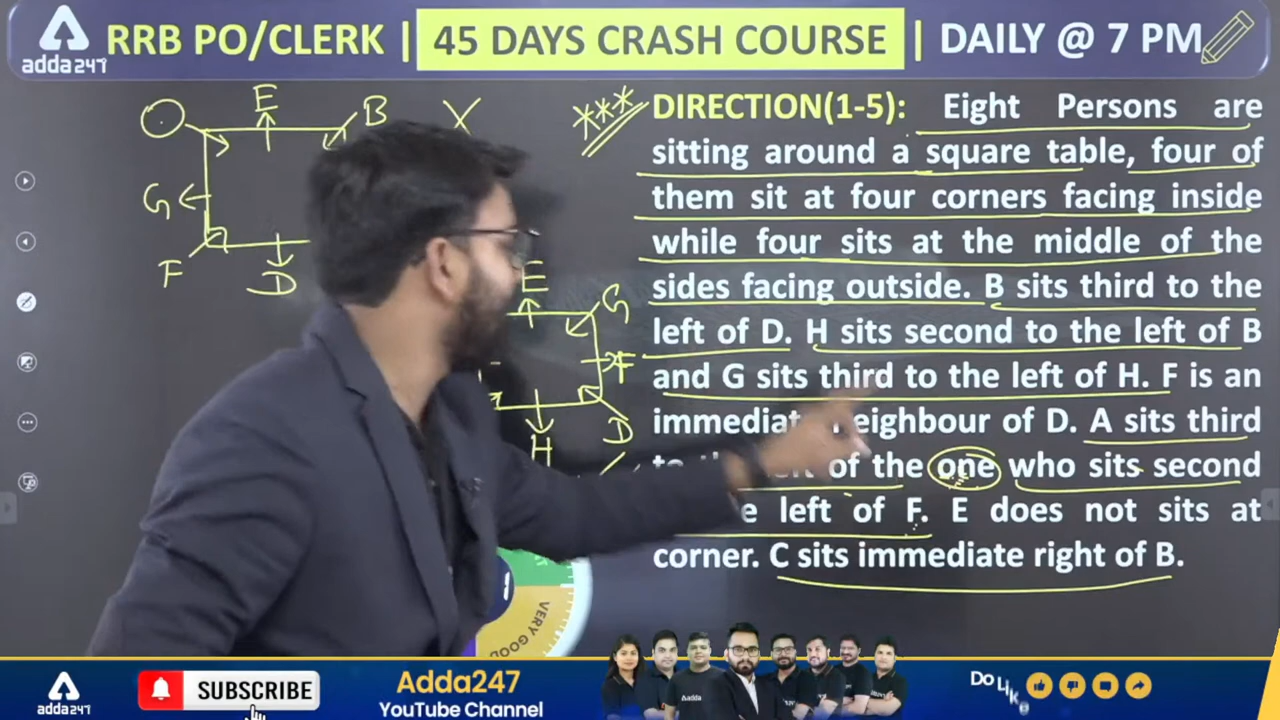 RRB PO/CLERK | 45 DAYS CRASH COURSE | DAILY @ 7 PM
adda247
E
B
X
G
F
D
E
G
F
H
D
*** DIRECTION(1-5): Eight Persons are
sitting around a square table, four of
them sit at four corners facing inside
while four sits at the middle of the
sides facing outside. B sits third to the
left of D. H sits second to the left of B
and G sits third to the left of H. F is an
of D. A sits third
of the one who sits second
left of F. E does not sits at
corner. C sits immediate right of B.
VERY GOOD
adda247
SUBSCRIBE
Adda247
YouTube Channel
Do Like